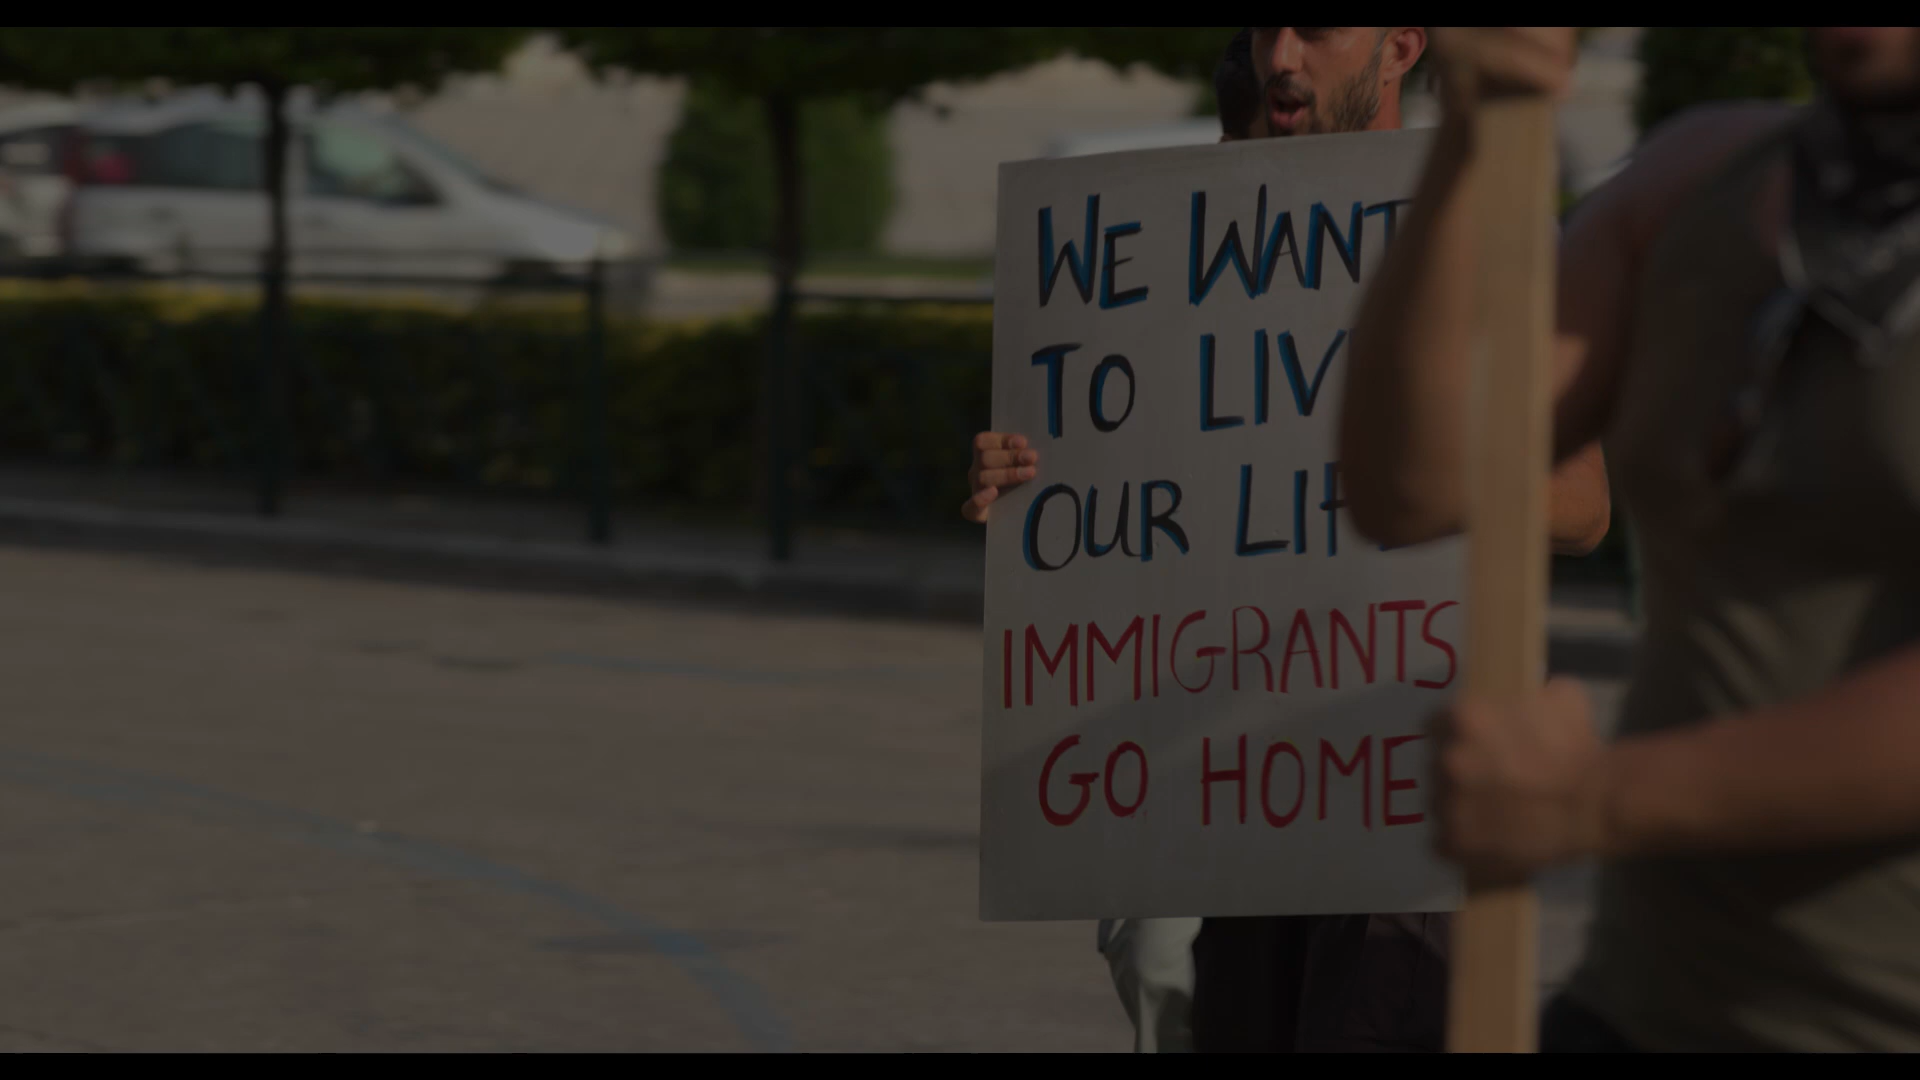 WE WANT
TO LIV
OUR LIF
IMMIGRANTS
GO HOME